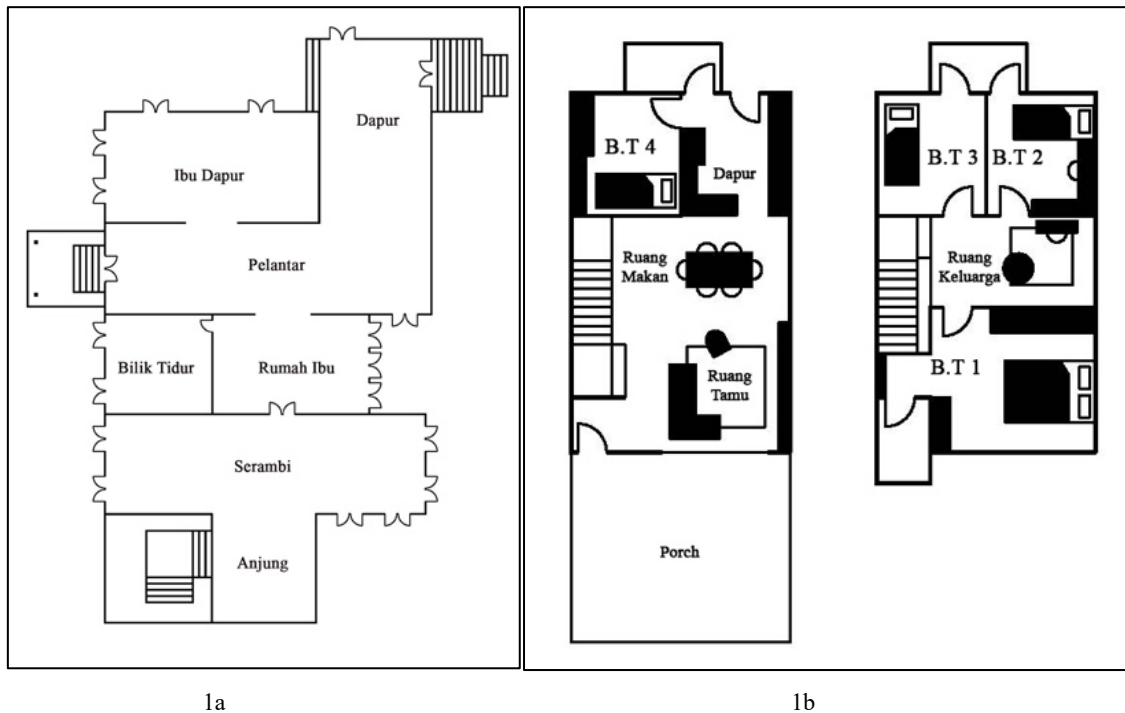 Dapur
Ibu Dapur
Pelantar
Bilik Tidur
Rumah Ibu
Serambi
Anjung
B.T 4
Dapur
Ruang
Makan
Ruang
Tamu
Porch
B.T 3
B.T 2
Ruang
Keluarga
B.T 1
1a
1b